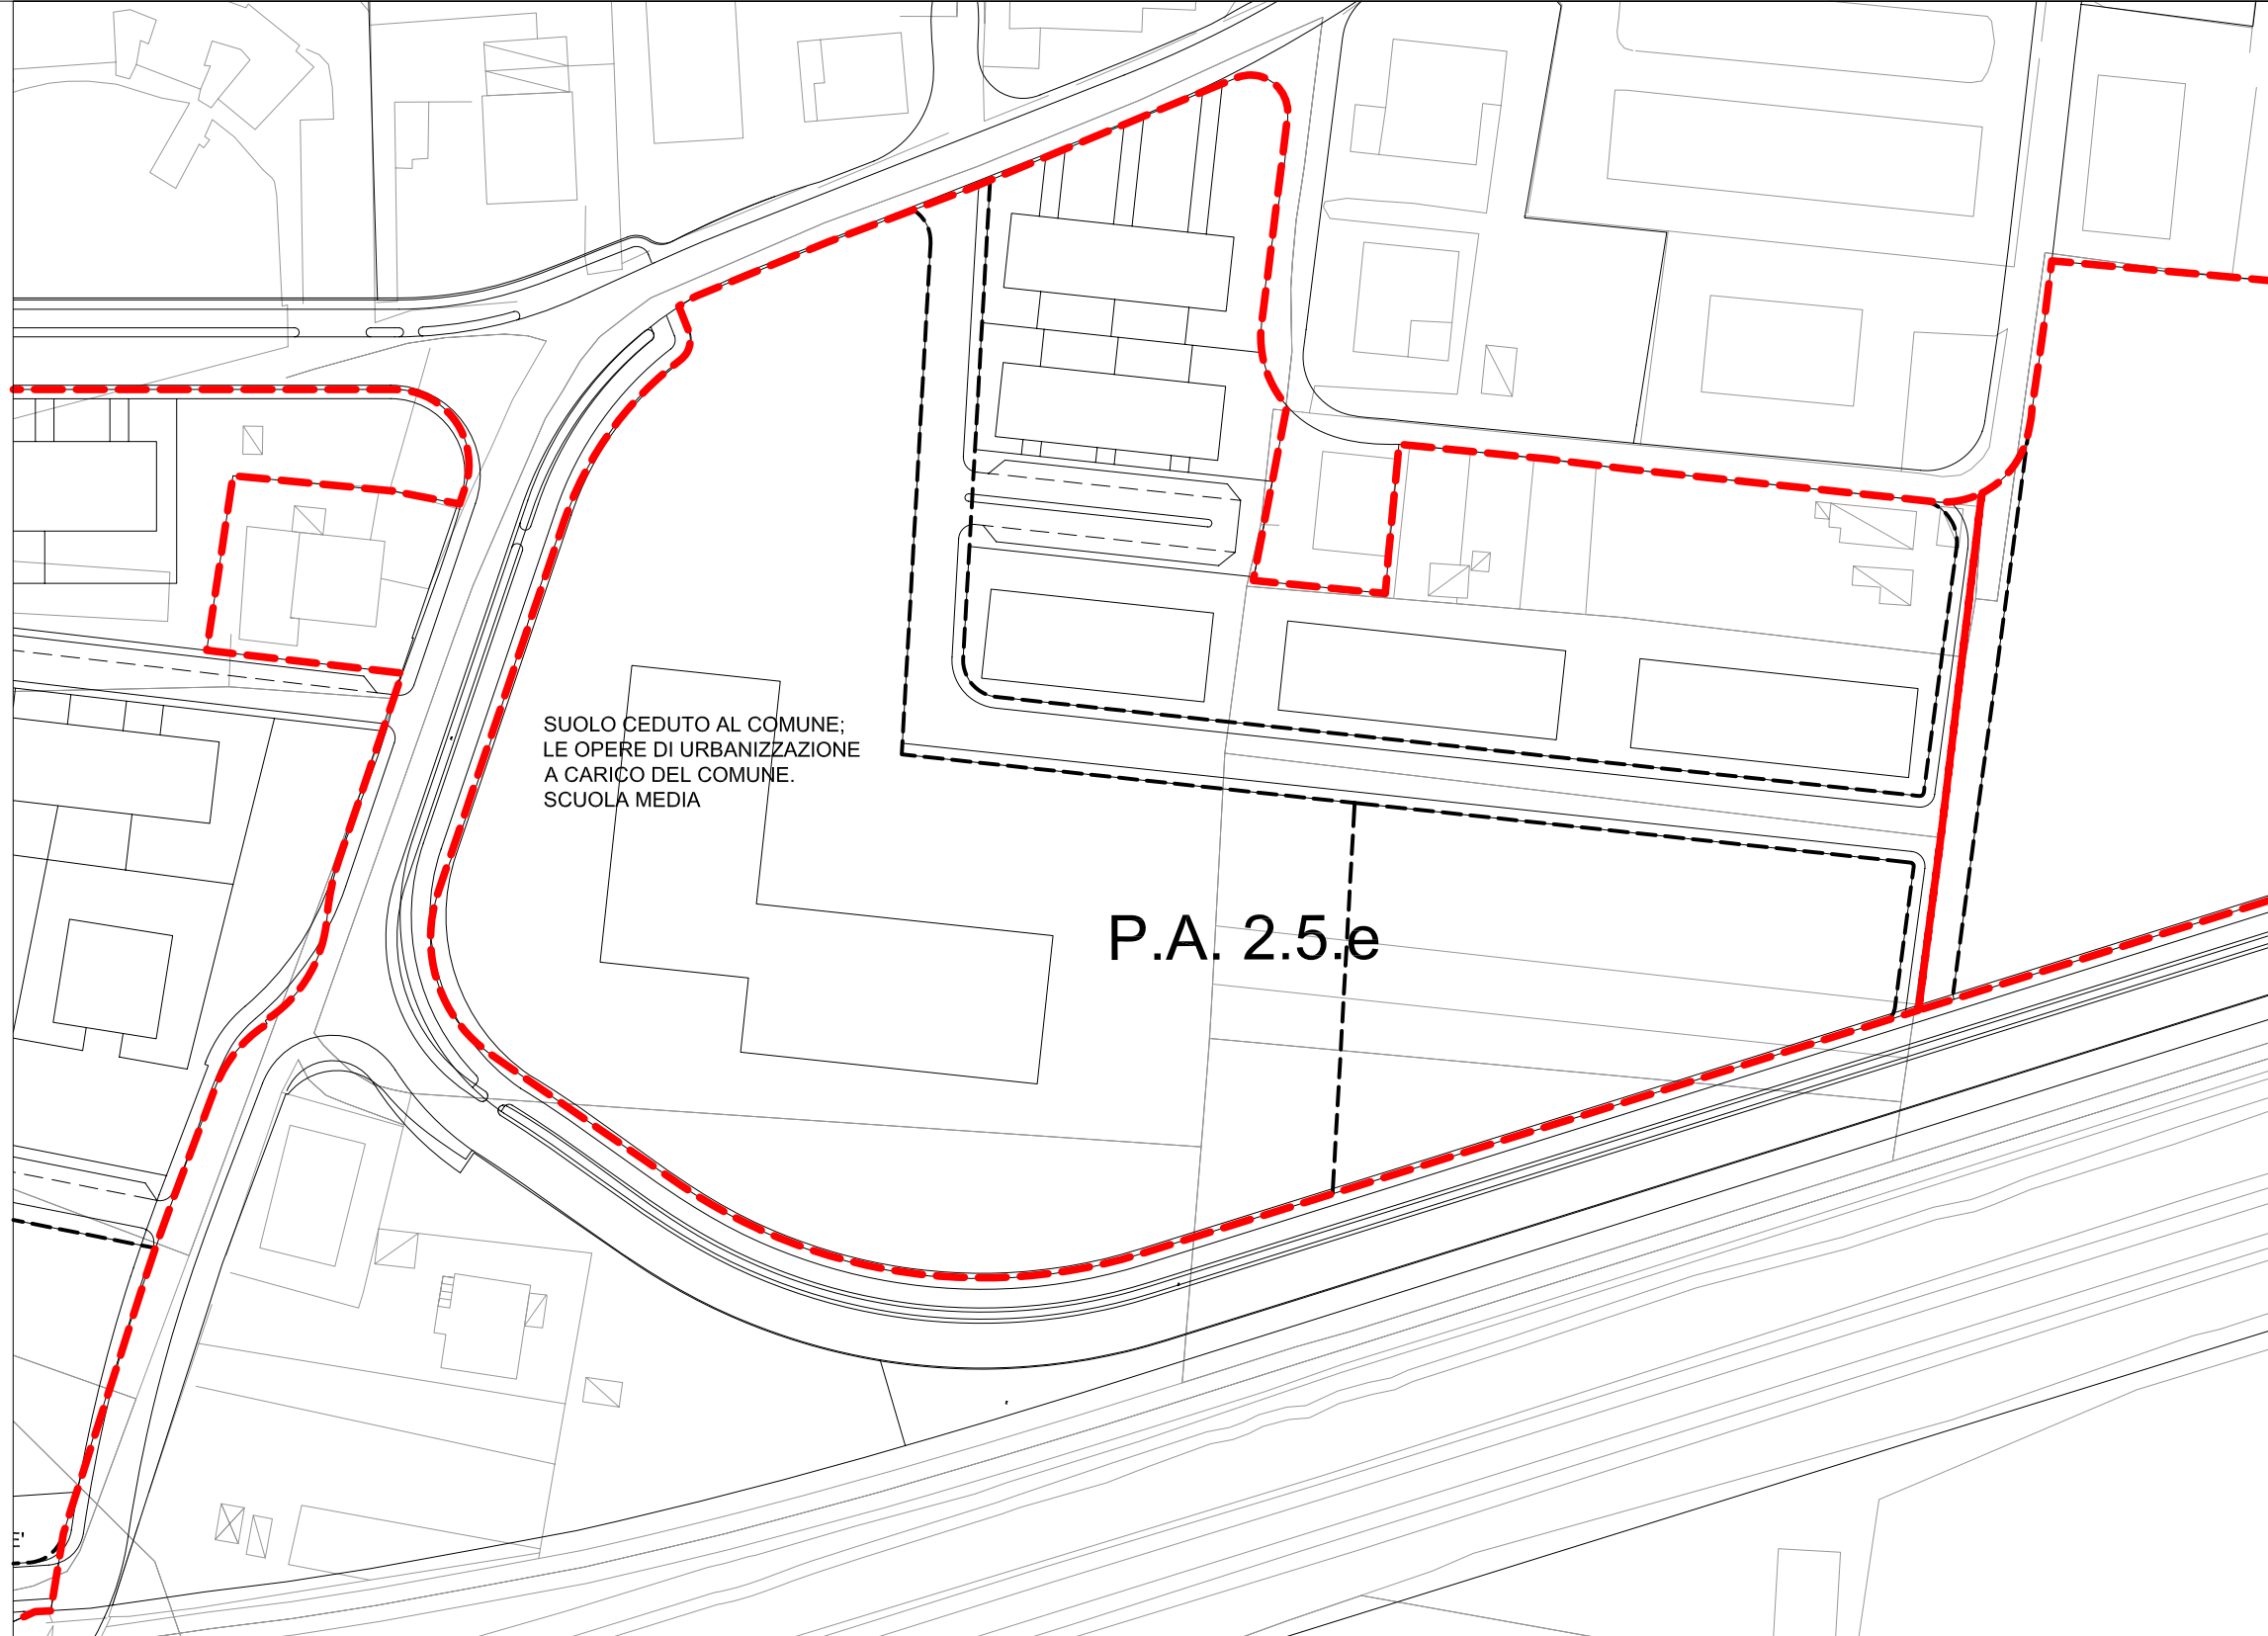 SUOLO CEDUTO AL COMUNE;
LE OPERE DI URBANIZZAZIONE
A CARICO DEL COMUNE.
SCUOLA MEDIA
P.A. 2.5.e
E'